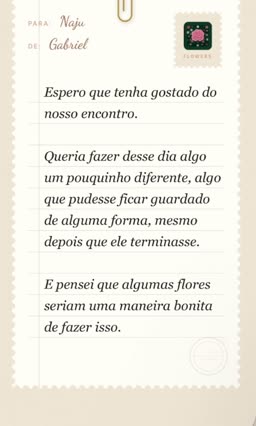 PARA: Naju
DE: Gabriel
FLOWERS
Espero que tenha gostado do
nosso encontro.
Queria fazer desse dia algo
um pouquinho diferente, algo
que pudesse ficar guardado
de alguma forma, mesmo
depois que ele terminasse.
E pensei que algumas flores
seriam uma maneira bonita
de fazer isso.